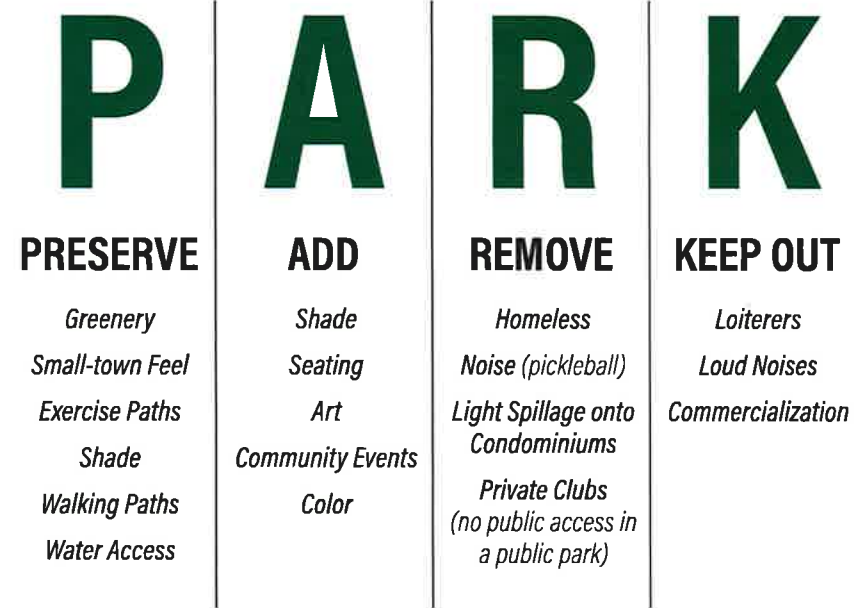 P
PRESERVE
Greenery
Small-town Feel
Exercise Paths
Shade
Walking Paths
Water Access
A
ADD
Shade
Seating
Art
Community Events
Color
R
REMOVE
Homeless
Noise (pickleball)
Light Spillage onto
Condominiums
Private Clubs
(no public access in
a public park)
K
KEEP OUT
Loiterers
Loud Noises
Commercialization